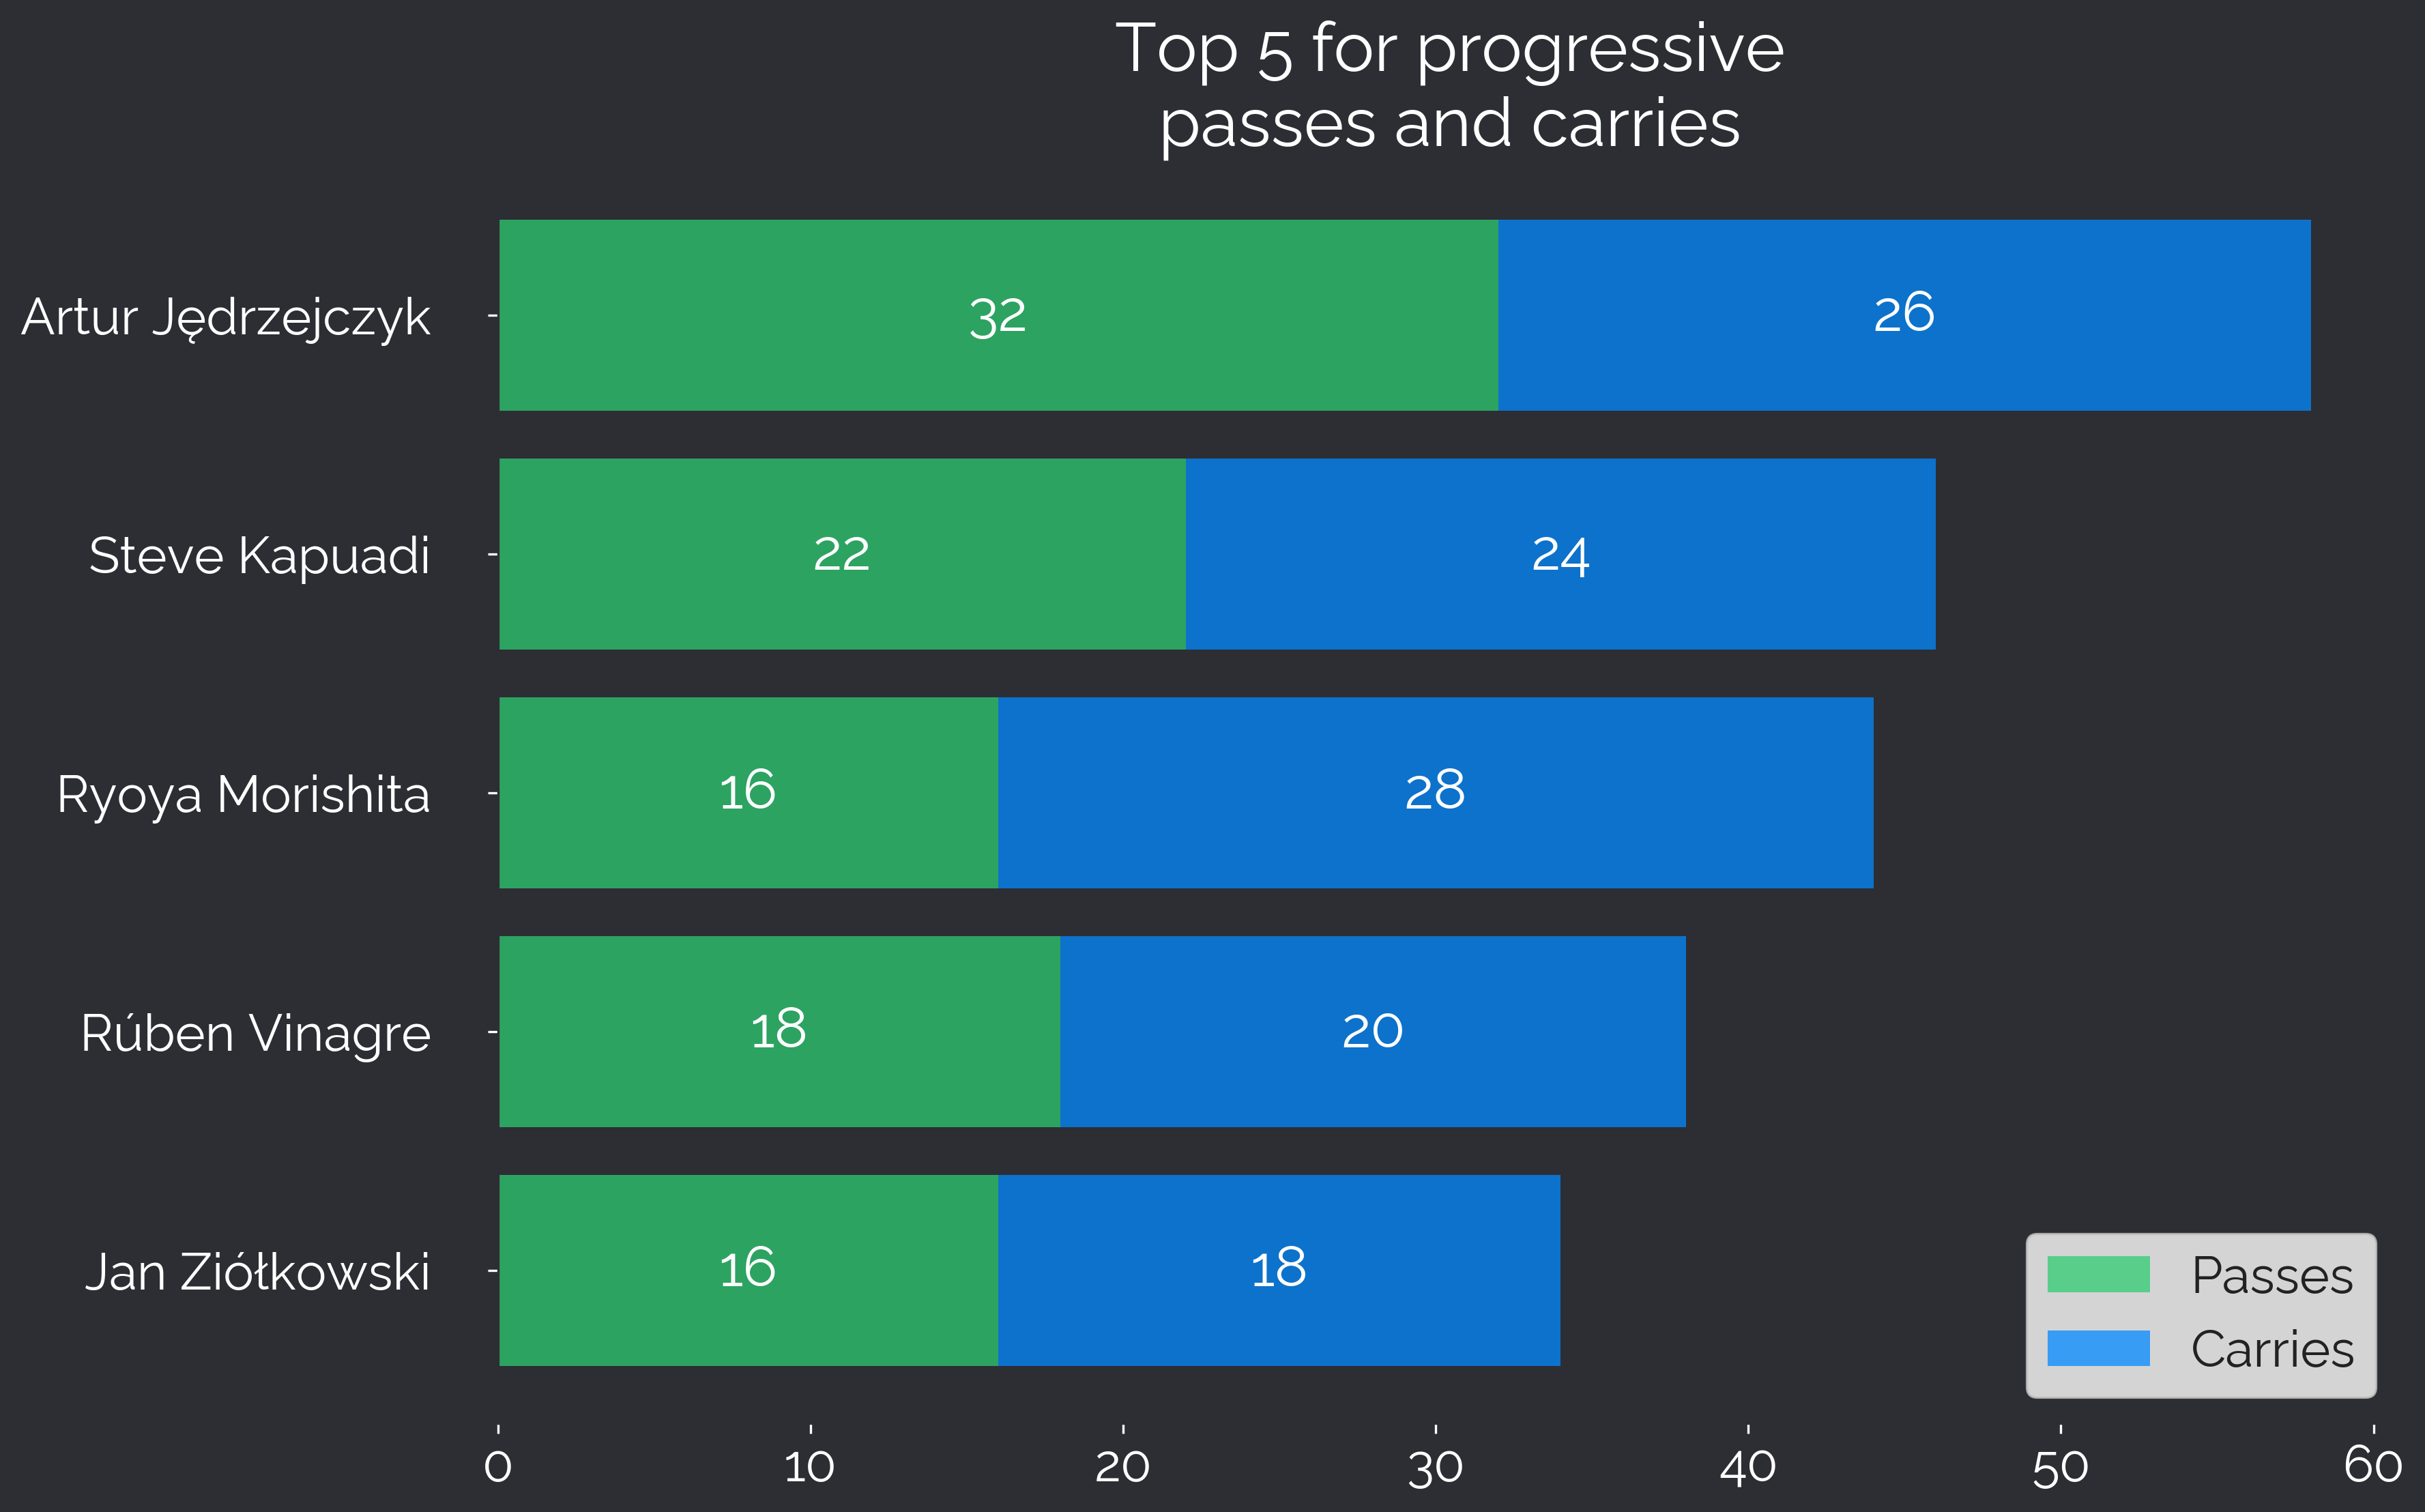 Top 5 for progressive
passes and carries
Artur Jędrzejczyk
32
26
Steve Kapuadi
22
24
Ryoya Morishita
16
28
Rúben Vinagre
18
20
Jan Ziółkowski
16
18
Passes
Carries
0 10 20 30 40 50 60